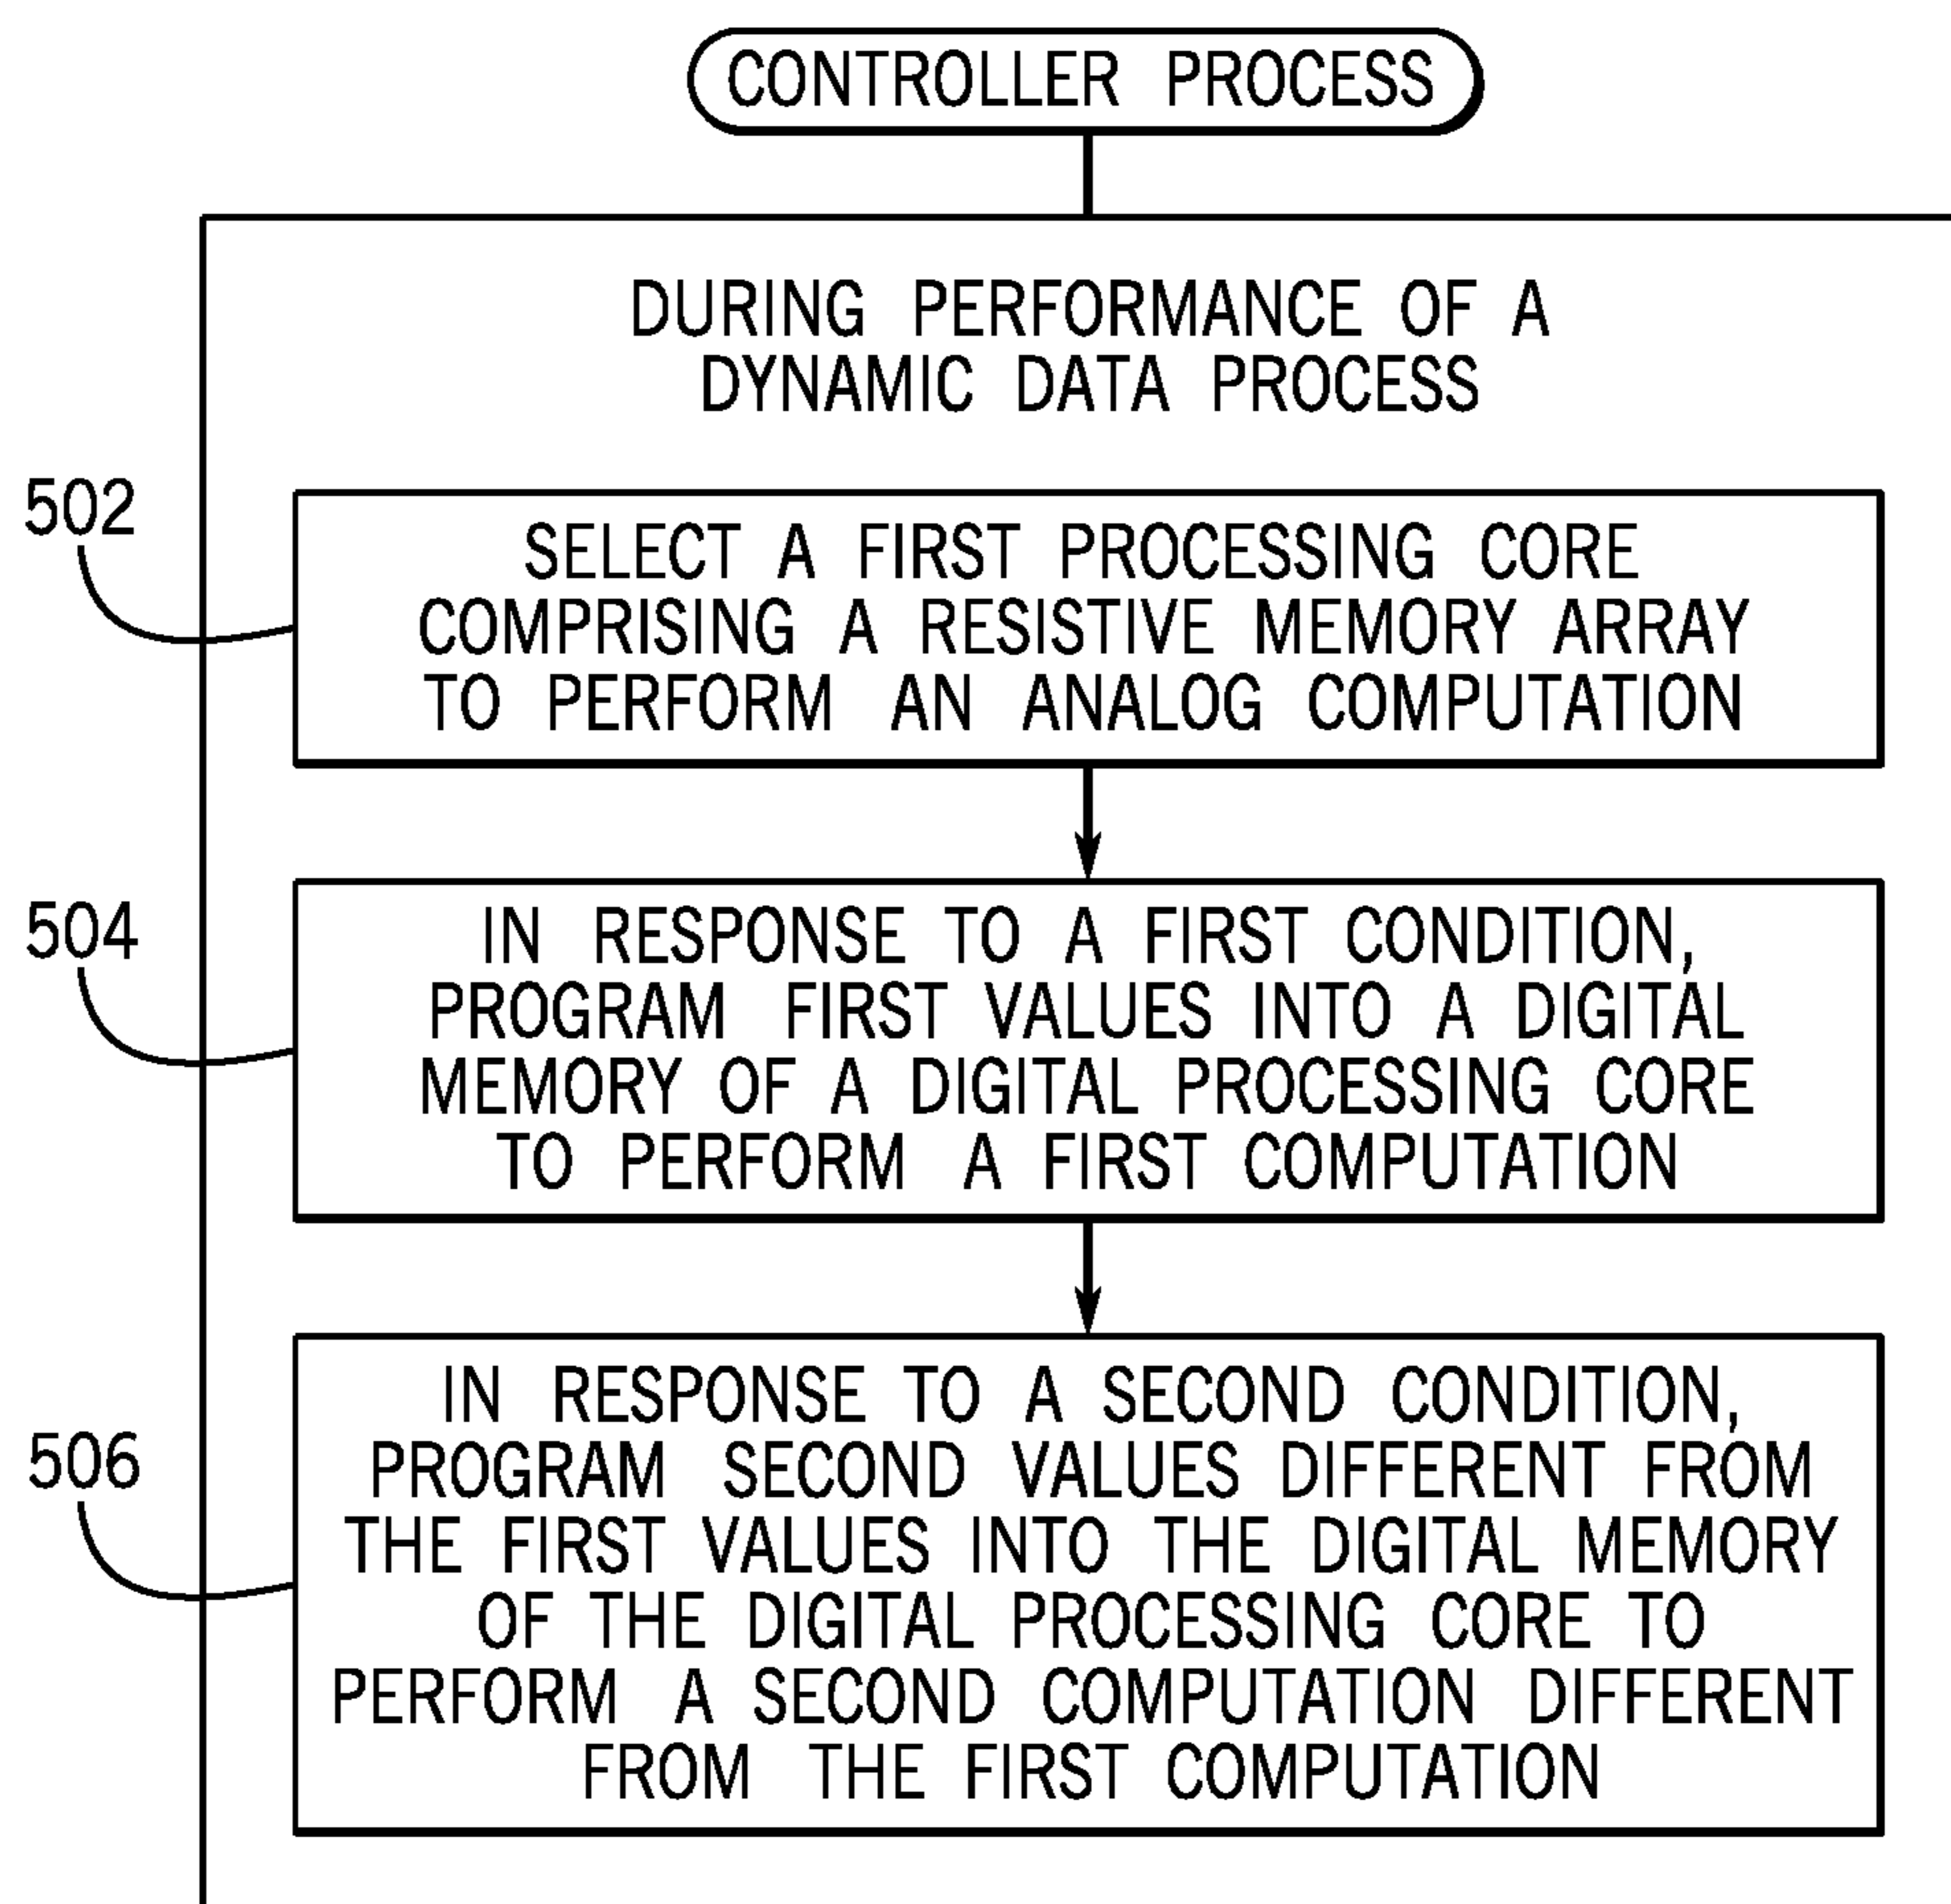 CONTROLLER PROCESS
DURING PERFORMANCE OF A
DYNAMIC DATA PROCESS
502
SELECT A FIRST PROCESSING CORE
COMPRISING A RESISTIVE MEMORY ARRAY
TO PERFORM AN ANALOG COMPUTATION
504
IN RESPONSE TO A FIRST CONDITION,
PROGRAM FIRST VALUES INTO A DIGITAL
MEMORY OF A DIGITAL PROCESSING CORE
TO PERFORM A FIRST COMPUTATION
506
IN RESPONSE TO A SECOND CONDITION,
PROGRAM SECOND VALUES DIFFERENT FROM
THE FIRST VALUES INTO THE DIGITAL MEMORY
OF THE DIGITAL PROCESSING CORE TO
PERFORM A SECOND COMPUTATION DIFFERENT
FROM THE FIRST COMPUTATION